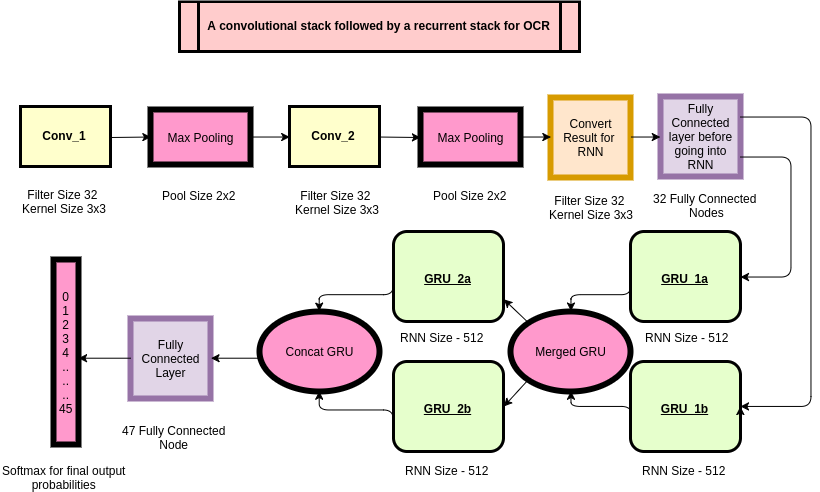 A convolutional stack followed by a recurrent stack for OCR
Conv_1
Max Pooling
Conv_2
Max Pooling
Convert
Result for
RNN
Fully
Connected
layer before
going into
RNN
Filter Size 32
Kernel Size 3x3
Pool Size 2x2
Filter Size 32
Kernel Size 3x3
Pool Size 2x2
Filter Size 32
Kernel Size 3x3
32 Fully Connected
Nodes
GRU_2a
GRU_1a
RNN Size - 512
RNN Size - 512
0
1
2
3
4
..
..
..
45
Fully
Connected
Layer
Concat GRU
Merged GRU
GRU_2b
GRU_1b
47 Fully Connected
Node
RNN Size - 512
RNN Size - 512
Softmax for final output
probabilities